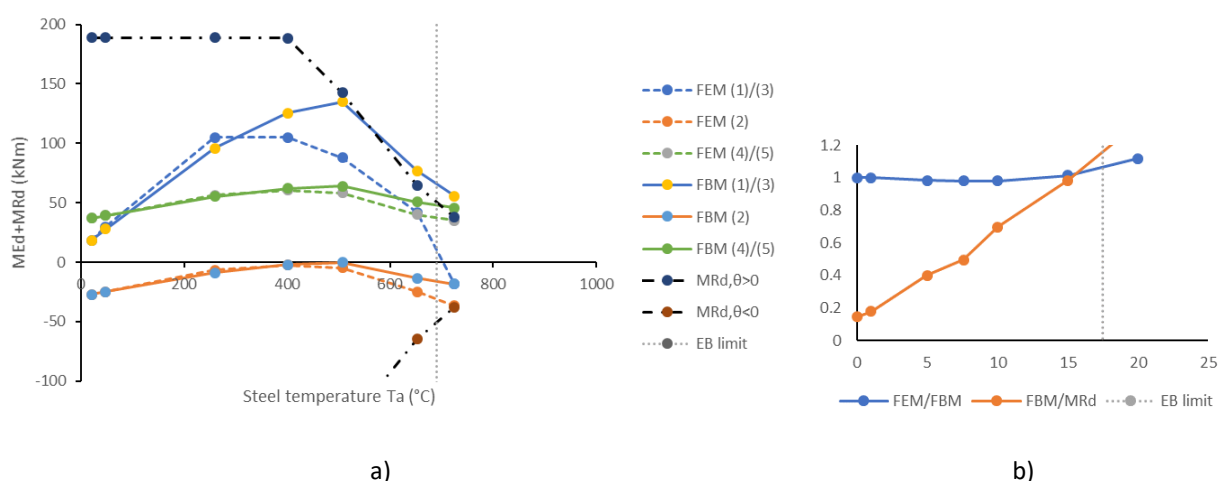 200
150
100
50
0
-50
-100
0
200
400
600
800
1000
MEd+MRd (kNm)
Steel temperature Ta (°C)
FEM (1)/(3)
FEM (2)
FEM (4)/(5)
FBM (1)/(3)
FBM (2)
FBM (4)/(5)
MRd,θ>0
MRd,θ<0
EB limit
a)
1.2
1
0.8
0.6
0.4
0.2
0
0 5 10 15 20 25
FEM/FBM FBM/MRd EB limit
b)